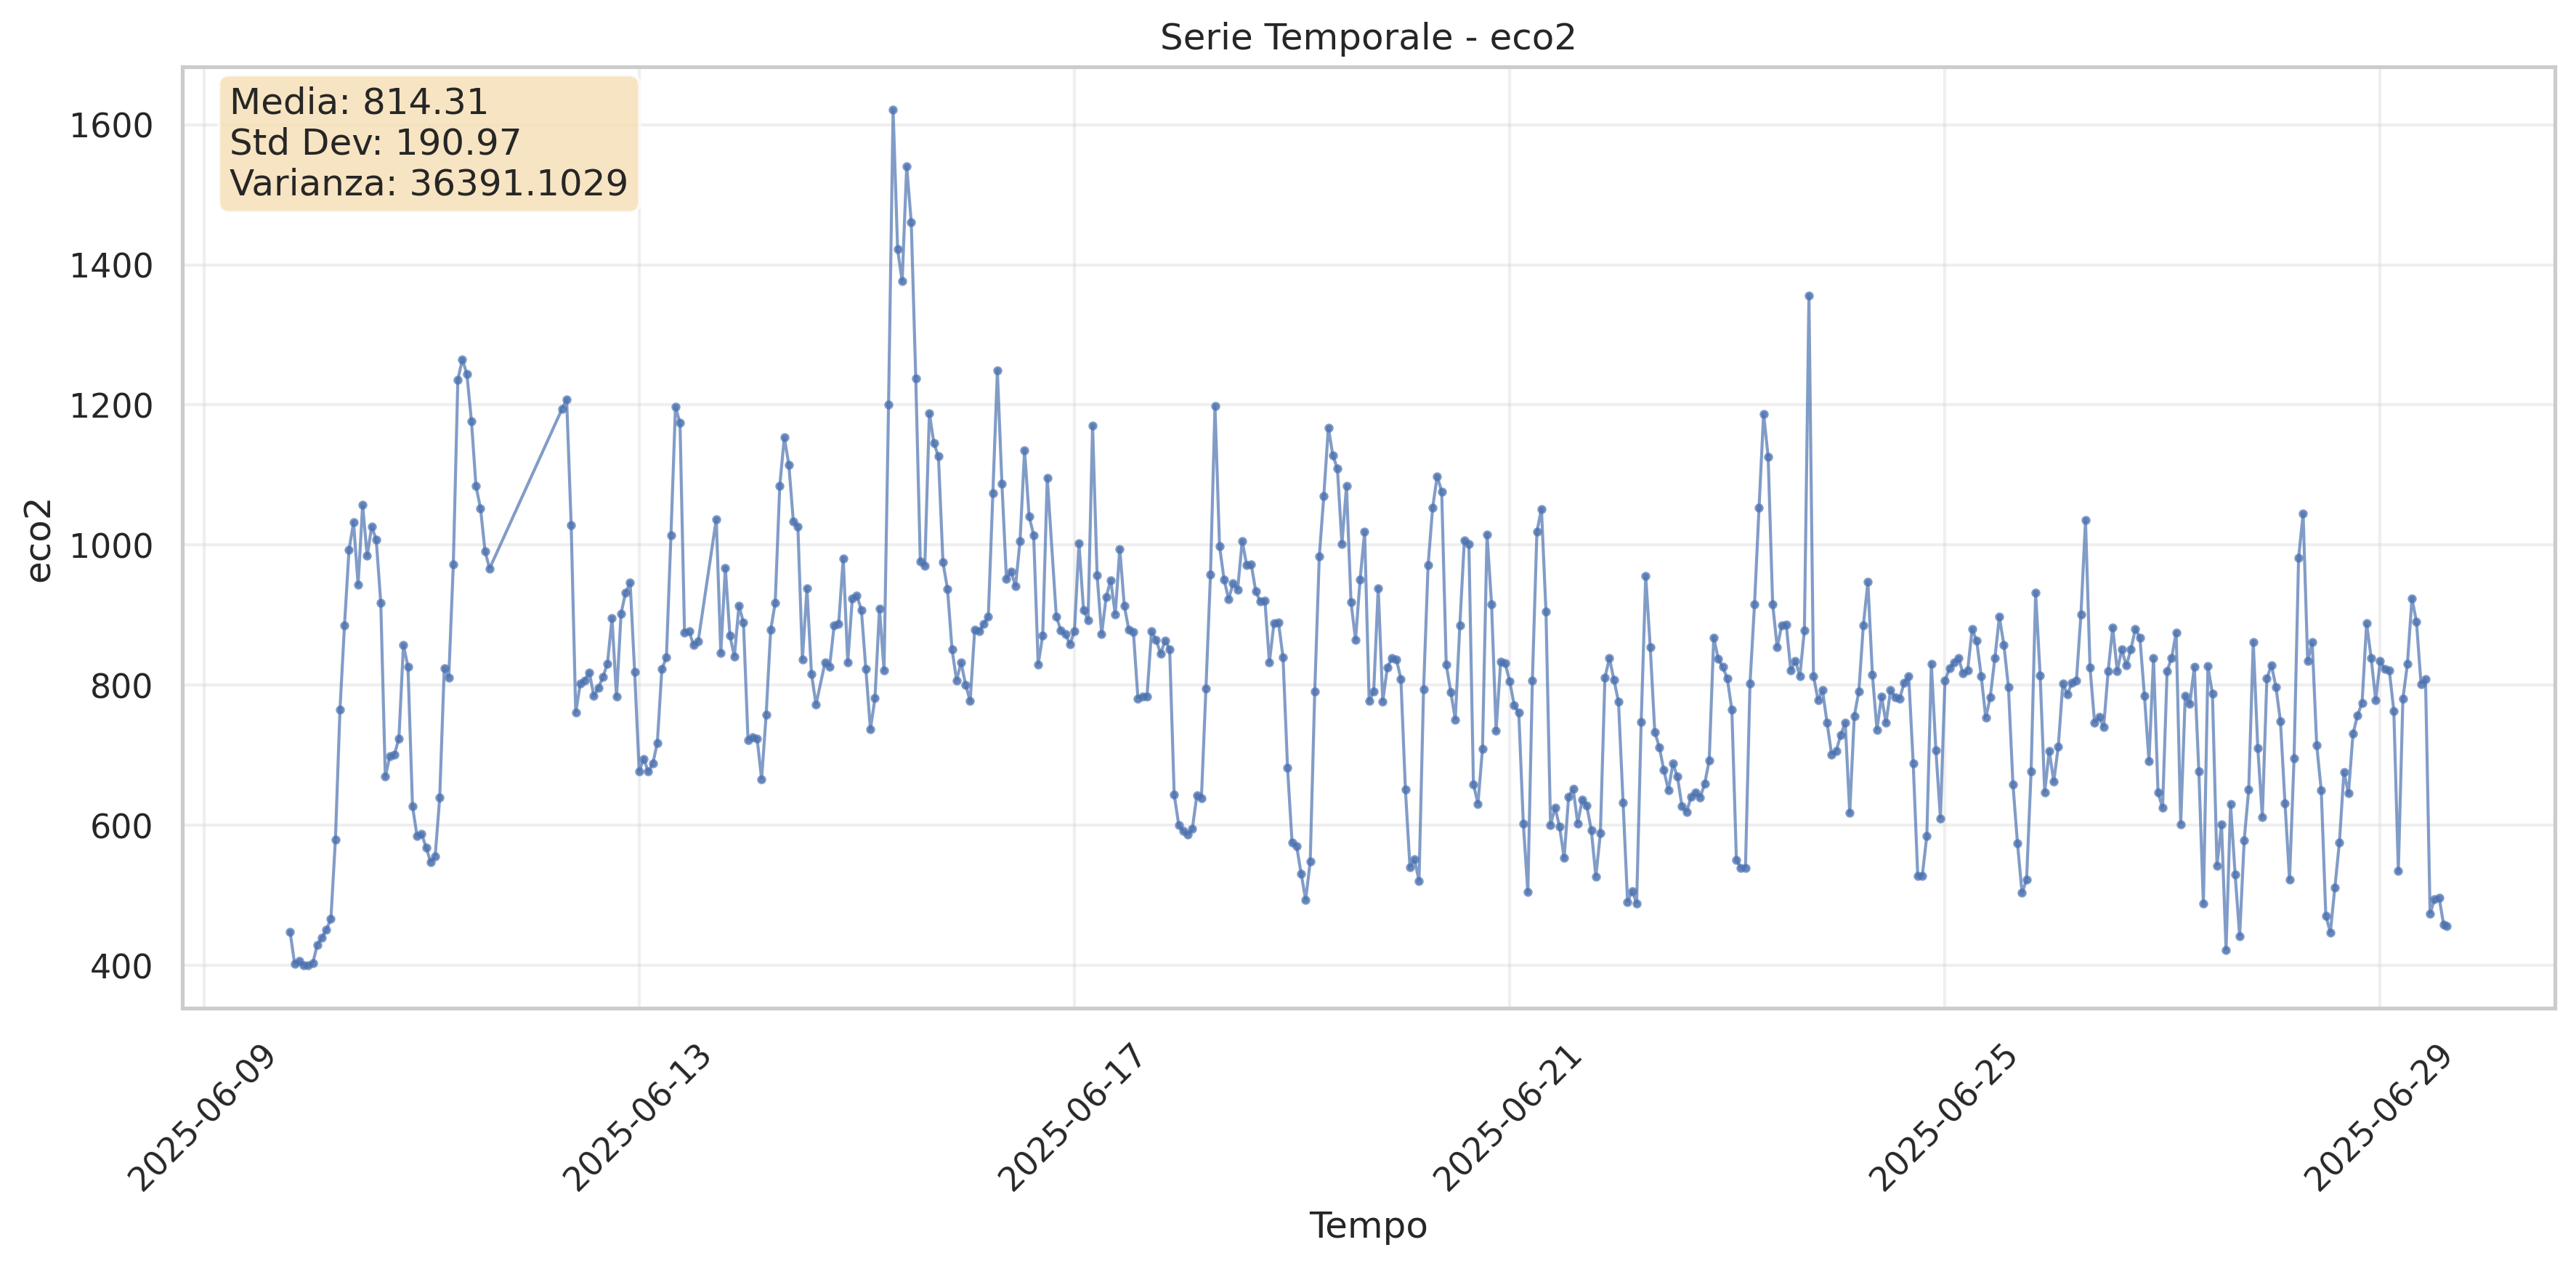 Serie Temporale - eco2
Media: 814.31
Std Dev: 190.97
Varianza: 36391.1029
1600
1400
1200
1000
800
600
400
eco2
2025-06-09
2025-06-13
2025-06-17
2025-06-21
2025-06-25
2025-06-29
Tempo